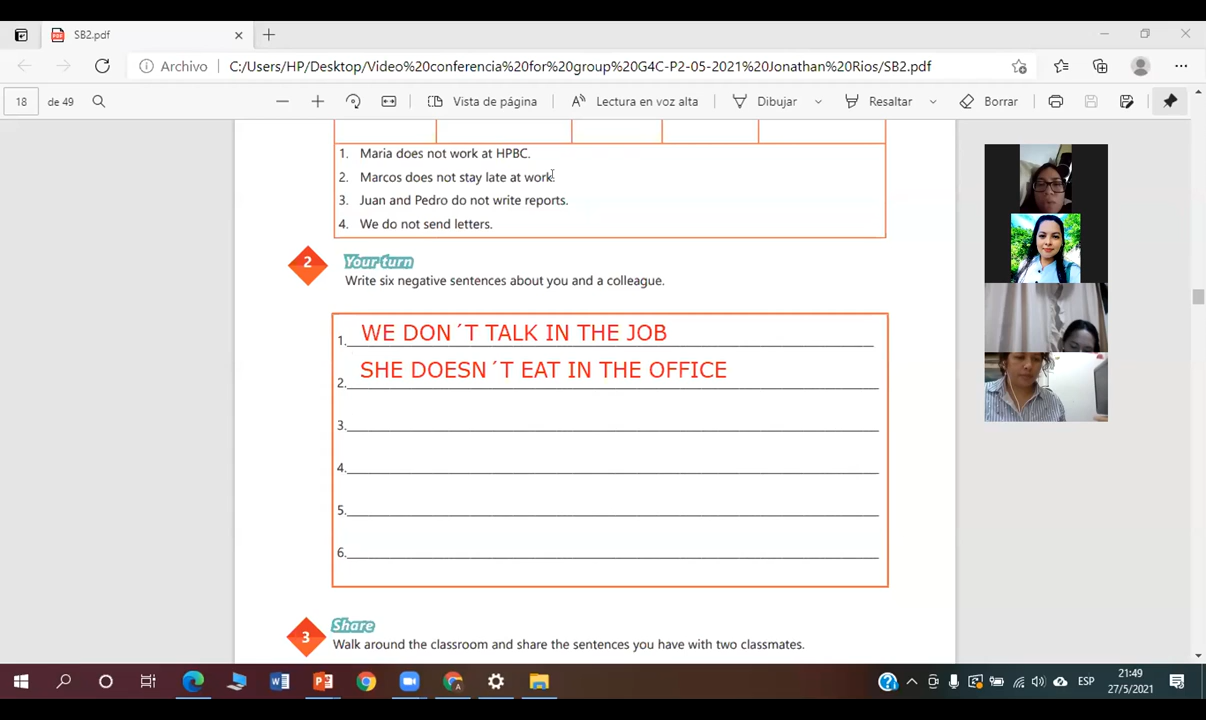 SB2.pdf
Archivo C:/Users/HP/Desktop/Video%20conferencia%20for%20group%20G4C-P2-05-2021%20Jonathan%20Rios/SB2.pdf
18 de 49 Vista de página Lectura en voz alta Dibujar Resaltar Borrar
1. Maria does not work at HPBC.
2. Marcos does not stay late at work.
3. Juan and Pedro do not write reports.
4. We do not send letters.
2 Your turn
Write six negative sentences about you and a colleague.
1. WE DON´T TALK IN THE JOB
2. SHE DOESN´T EAT IN THE OFFICE
3.
4.
5.
6.
3 Share
Walk around the classroom and share the sentences you have with two classmates.
ESP
21:49
27/5/2021